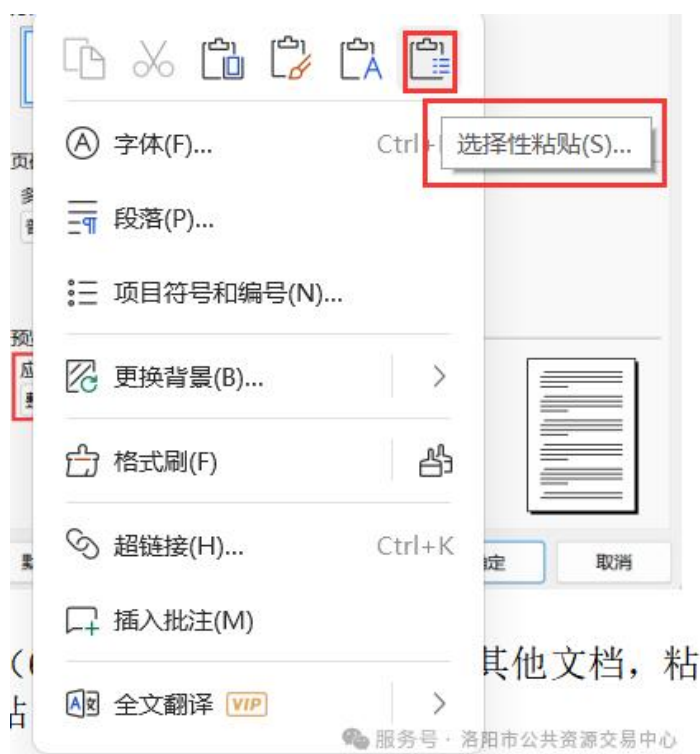 字体(F)...
Ctrl+
选择性粘贴(S)...
段落(P)...
项目符号和编号(N)...
更换背景(B)...
格式刷(F)
超链接(H)...
Ctrl+K
定
取消
插入批注(M)
其他文档，粘
全文翻译 VIP
服务号 · 洛阳市公共资源交易中心